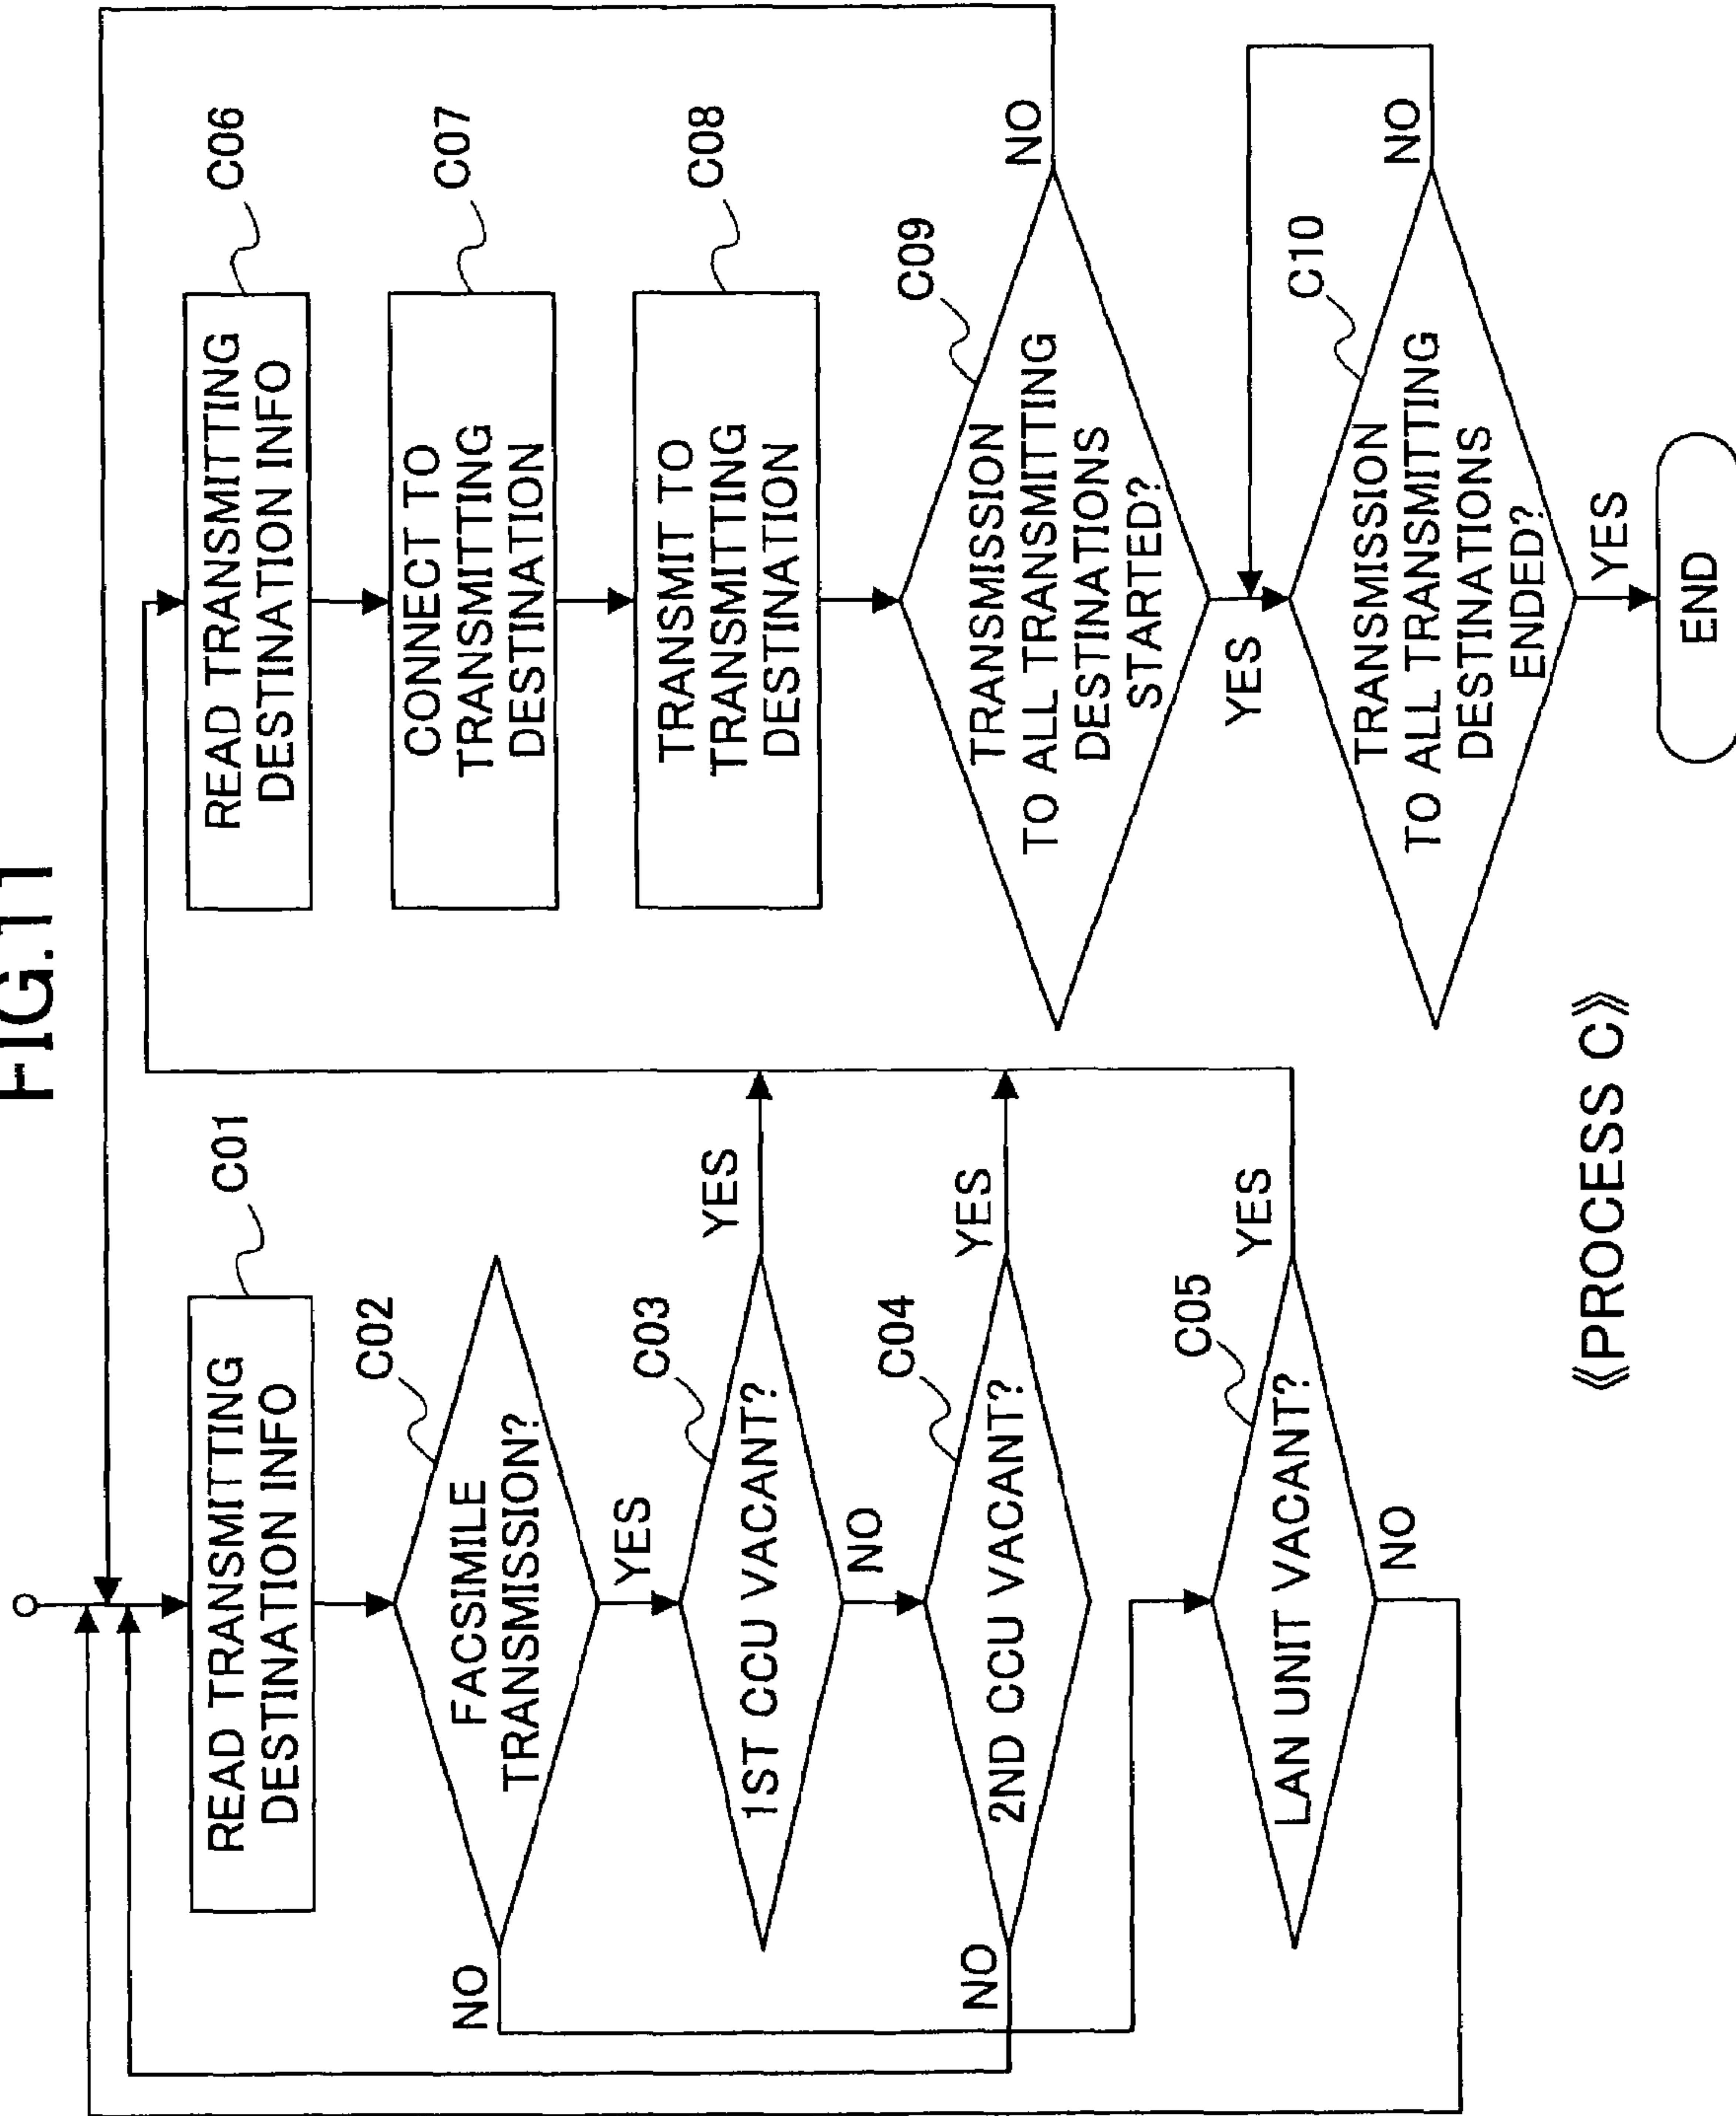 FIG.11
C01
READ TRANSMITTING
DESTINATION INFO
C02
FACSIMILE
TRANSMISSION?
NO
YES
C03
1ST CCU VACANT?
YES
NO
C04
2ND CCU VACANT?
YES
NO
C05
LAN UNIT VACANT?
YES
NO
C06
READ TRANSMITTING
DESTINATION INFO
C07
CONNECT TO
TRANSMITTING
DESTINATION
C08
TRANSMIT TO
TRANSMITTING
DESTINATION
C09
TRANSMISSION
TO ALL TRANSMITTING
DESTINATIONS
STARTED?
NO
YES
C10
TRANSMISSION
TO ALL TRANSMITTING
DESTINATIONS
ENDED?
NO
YES
END
《PROCESS C》